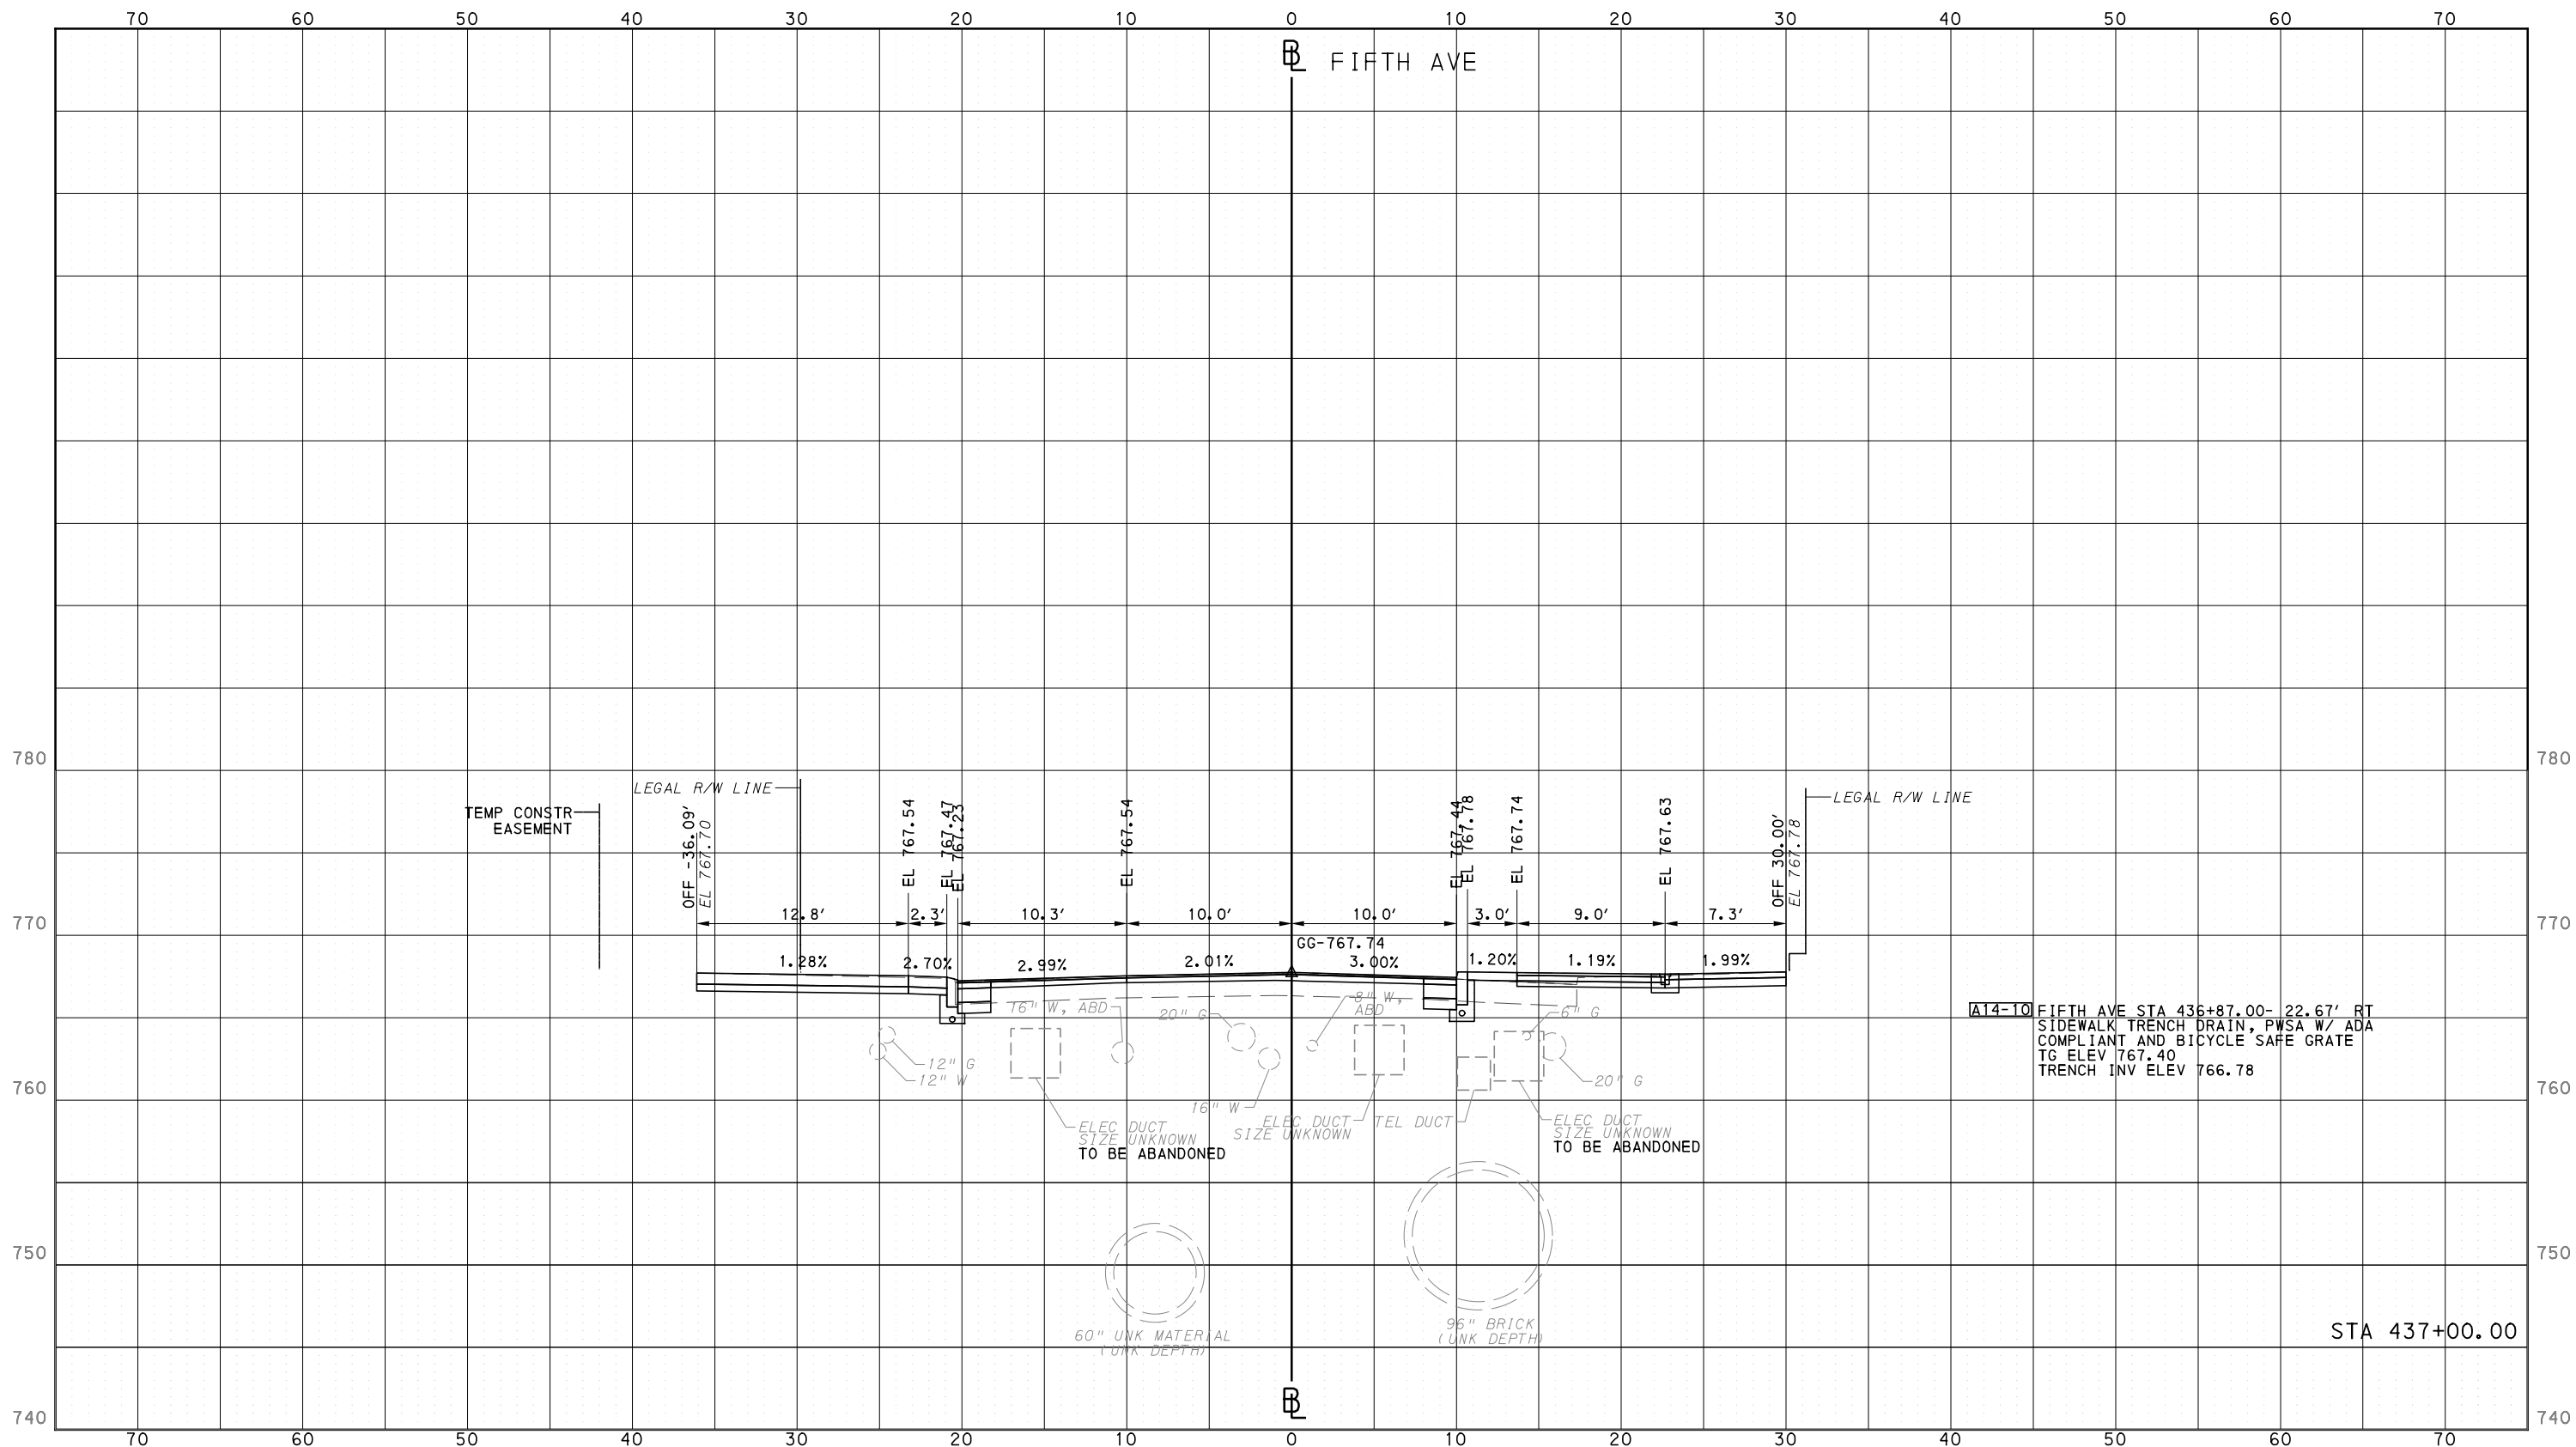 70 60 50 40 30 20 10 0 10 20 30 40 50 60 70
BL FIFTH AVE
780 780
LEGAL R/W LINE
LEGAL R/W LINE
TEMP CONSTR
EASEMENT
OFF -36.09'
EL 767.70
EL 767.54
EL 767.47
EL 767.23
EL 767.54
EL 767.44
EL 767.78
EL 767.74
EL 767.63
OFF 30.00'
EL 767.78
770 770
12.8' 2.3' 10.3' 10.0' 10.0' 3.0' 9.0' 7.3'
GG-767.74
1.28% 2.70% 2.99% 2.01% 3.00% 1.20% 1.19% 1.99%
16" W, ABD
20" G
8" W,
ABD
6" G
12" G
12" W
20" G
A14-10 FIFTH AVE STA 436+87.00- 22.67' RT
SIDEWALK TRENCH DRAIN, PWSA W/ ADA
COMPLIANT AND BICYCLE SAFE GRATE
TG ELEV 767.40
TRENCH INV ELEV 766.78
760 760
16" W
ELEC DUCT
SIZE UNKNOWN
TO BE ABANDONED
ELEC DUCT
SIZE UNKNOWN
TEL DUCT
ELEC DUCT
SIZE UNKNOWN
TO BE ABANDONED
750 750
60" UNK MATERIAL
(UNK DEPTH)
96" BRICK
(UNK DEPTH)
STA 437+00.00
BL
740 740
70 60 50 40 30 20 10 0 10 20 30 40 50 60 70